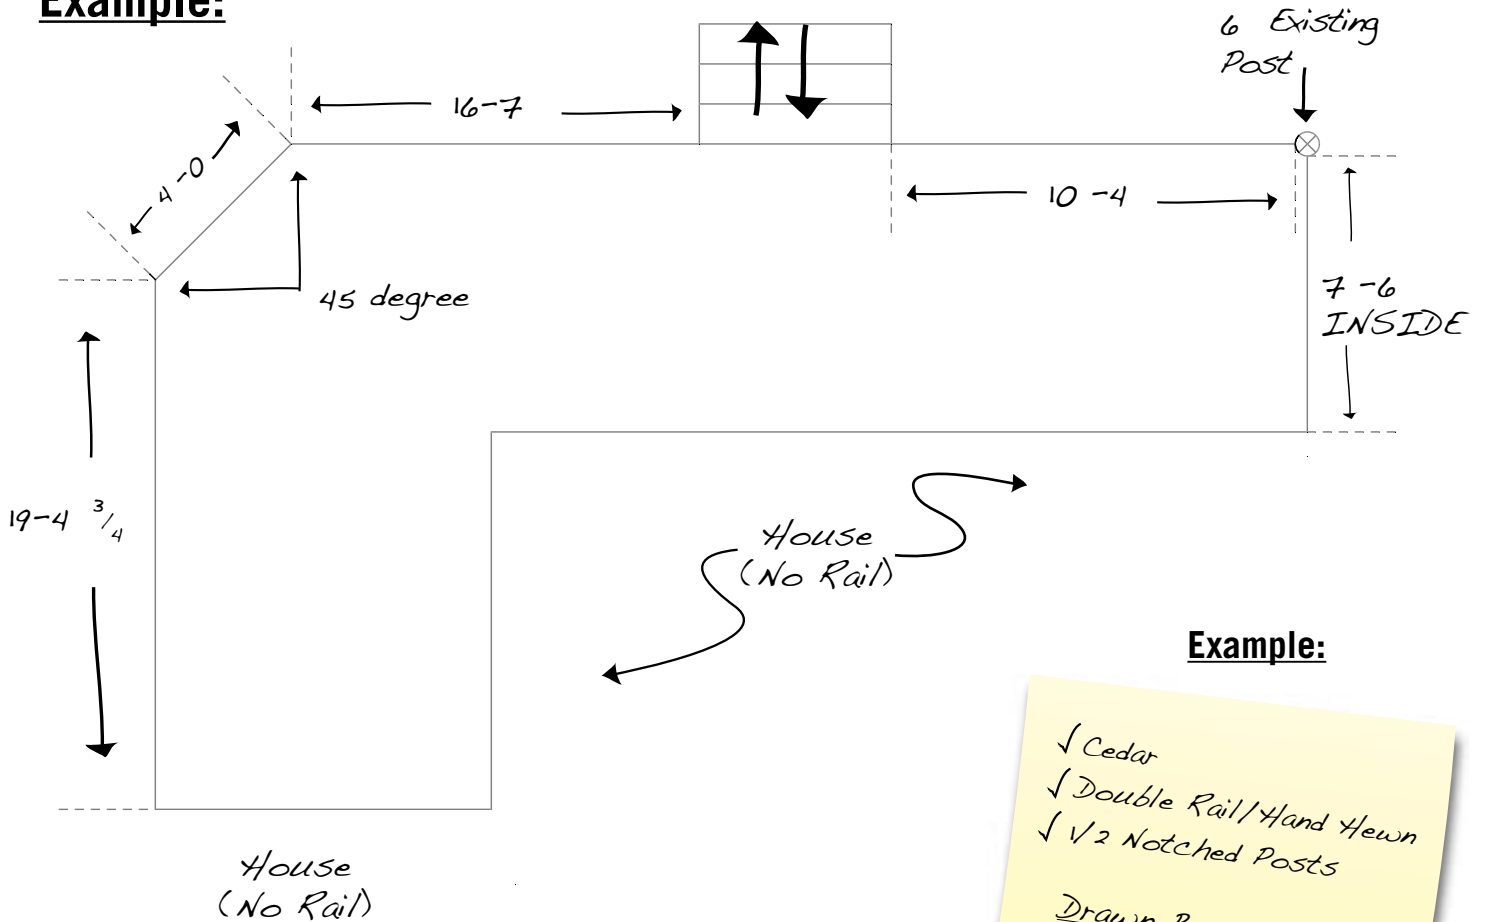 Example:
6 Existing
Post
16-7
4-0
10-4
45 degree
7-6
INSIDE
19-4 3/4
House
(No Rail)
Example:
√ Cedar
√ Double Rail/Hand Hewn
√ 1/2 Notched Posts
House
(No Rail)